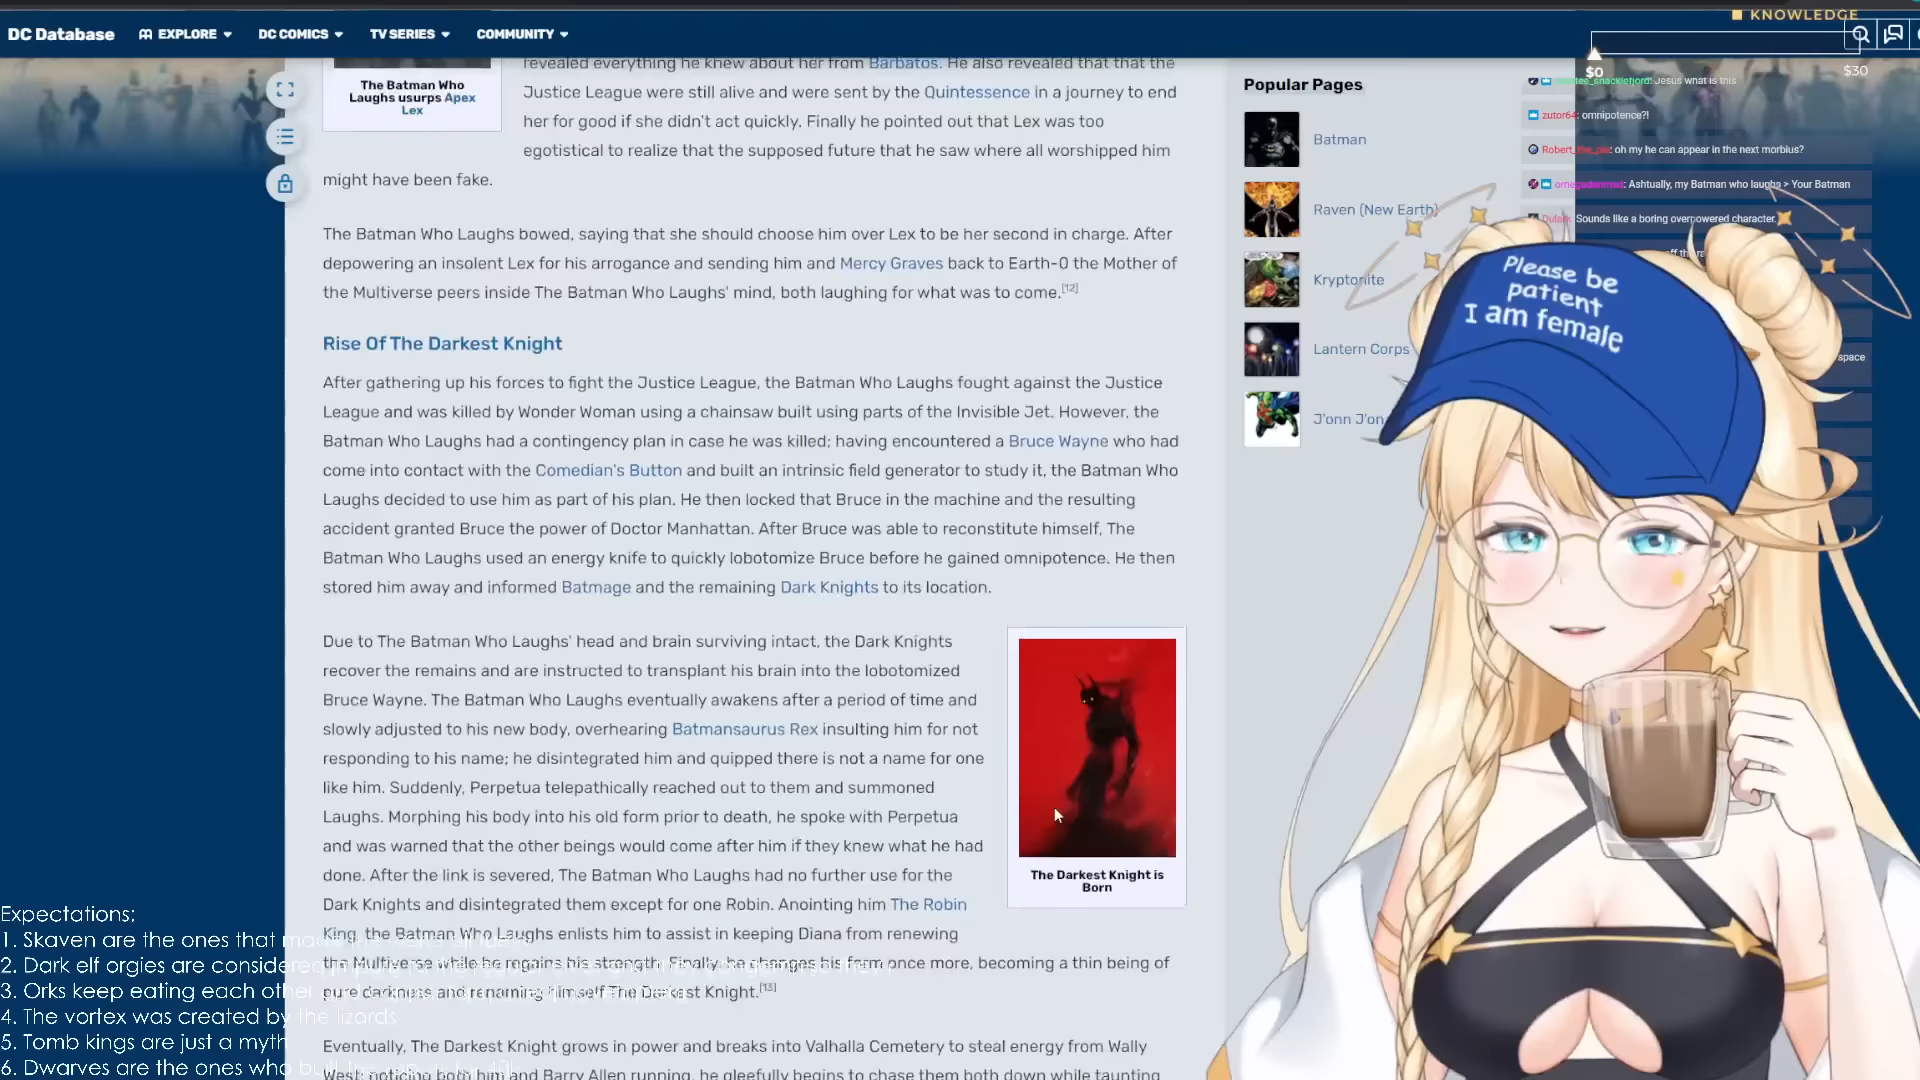 KNOWLEDGE
DC Database
EXPLORE
DC COMICS
TV SERIES
COMMUNITY
$0
$30
The Batman Who
Laughs usurps Apex
Lex
revealed everything he knew about her from Barbatos. He also revealed that that the
Justice League were still alive and were sent by the Quintessence in a journey to end
her for good if she didn't act quickly. Finally he pointed out that Lex was too
egotistical to realize that the supposed future that he saw where all worshipped him
might have been fake.
The Batman Who Laughs bowed, saying that she should choose him over Lex to be her second in charge. After
depowering an insolent Lex for his arrogance and sending him and Mercy Graves back to Earth-0 the Mother of
the Multiverse peers inside The Batman Who Laughs' mind, both laughing for what was to come.[12]
Rise Of The Darkest Knight
After gathering up his forces to fight the Justice League, the Batman Who Laughs fought against the Justice
League and was killed by Wonder Woman using a chainsaw built using parts of the Invisible Jet. However, the
Batman Who Laughs had a contingency plan in case he was killed; having encountered a Bruce Wayne who had
come into contact with the Comedian's Button and built an intrinsic field generator to study it, the Batman Who
Laughs decided to use him as part of his plan. He then locked that Bruce in the machine and the resulting
accident granted Bruce the power of Doctor Manhattan. After Bruce was able to reconstitute himself, The
Batman Who Laughs used an energy knife to quickly lobotomize Bruce before he gained omnipotence. He then
stored him away and informed Batmage and the remaining Dark Knights to its location.
Due to The Batman Who Laughs' head and brain surviving intact, the Dark Knights
recover the remains and are instructed to transplant his brain into the lobotomized
Bruce Wayne. The Batman Who Laughs eventually awakens after a period of time and
slowly adjusted to his new body, overhearing Batmansaurus Rex insulting him for not
responding to his name; he disintegrated him and quipped there is not a name for one
like him. Suddenly, Perpetua telepathically reached out to them and summoned
Laughs. Morphing his body into his old form prior to death, he spoke with Perpetua
and was warned that the other beings would come after him if they knew what he had
done. After the link is severed, The Batman Who Laughs had no further use for the
Dark Knights and disintegrated them except for one Robin. Anointing him The Robin
King, the Batman Who Laughs enlists him to assist in keeping Diana from renewing
the Multiverse while he regains his strength. Finally, he changes his form once more, becoming a thin being of
pure darkness and renaming himself The Darkest Knight.[13]
The Darkest Knight is
Born
Eventually, The Darkest Knight grows in power and breaks into Valhalla Cemetery to steal energy from Wally
West; noticing both him and Barry Allen running, he gleefully begins to chase them both down while taunting
Popular Pages
Batman
Raven (New Earth)
Kryptonite
Lantern Corps
J'onn J'on
Jesus what is this
zutor64: omnipotence?!
Robert_the_pie: oh my he can appear in the next morbius?
Ashtually, my Batman who laughs > Your Batman
Sounds like a boring overpowered character.
space
Please be
patient
I am female
Expectations:
1. Skaven are the ones that
2. Dark elf orgies are considered
3. Orks keep eating each other
4. The vortex was created by the lizards
5. Tomb kings are just a myth
6. Dwarves are the ones who